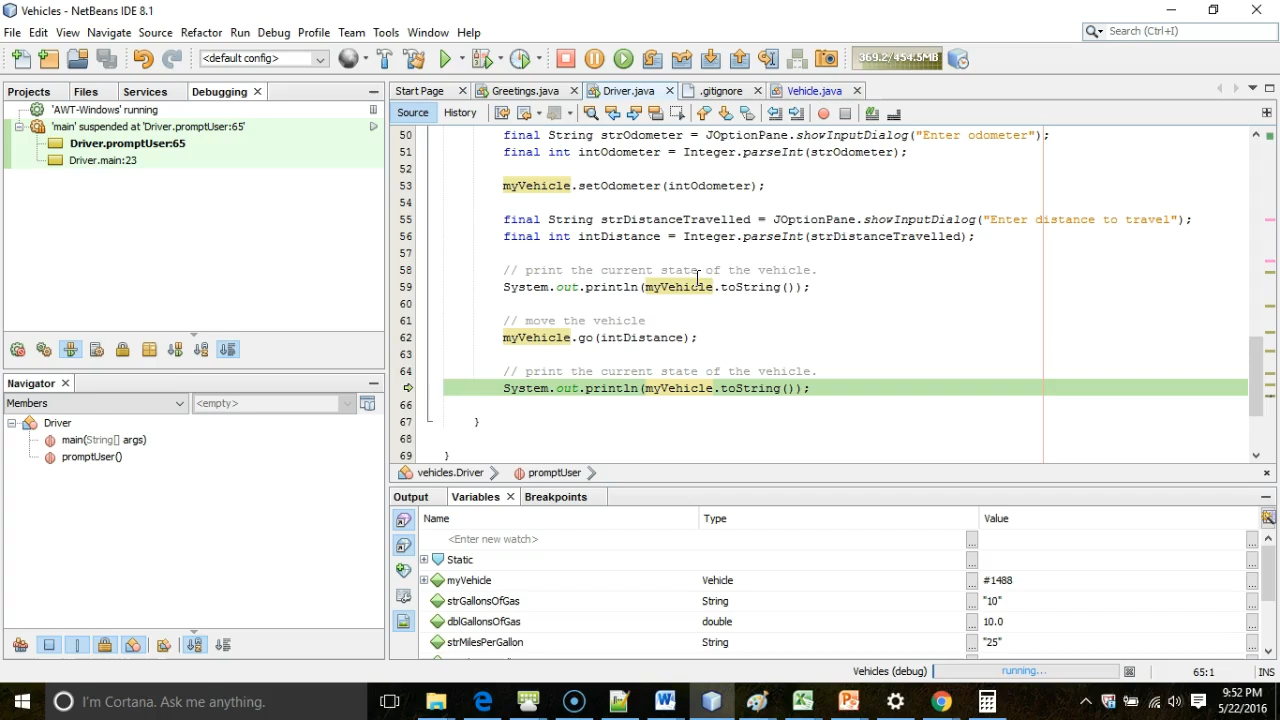 Vehicles - NetBeans IDE 8.1
File Edit View Navigate Source Refactor Run Debug Profile Team Tools Window Help
Search (Ctrl+I)
<default config>
369.2/454.5MB
Projects Files Services Debugging
Start Page Greetings.java Driver.java .gitignore Vehicle.java
'AWT-Windows' running
'main' suspended at 'Driver.promptUser:65'
Driver.promptUser:65
Driver.main:23
Source History
50 final String strOdometer = JOptionPane.showInputDialog("Enter odometer");
51 final int intOdometer = Integer.parseInt(strOdometer);
52
53 myVehicle.setOdometer(intOdometer);
54
55 final String strDistanceTravelled = JOptionPane.showInputDialog("Enter distance to travel");
56 final int intDistance = Integer.parseInt(strDistanceTravelled);
57
58 // print the current state of the vehicle.
59 System.out.println(myVehicle.toString());
60
61 // move the vehicle
62 myVehicle.go(intDistance);
63
64 // print the current state of the vehicle.
System.out.println(myVehicle.toString());
66
67 }
68
69 }
Navigator
Members <empty>
Driver
main(String[] args)
promptUser()
vehicles.Driver promptUser
Output Variables Breakpoints
Name Type Value
<Enter new watch>
Static
myVehicle Vehicle #1488
strGallonsOfGas String "10"
dblGallonsOfGas double 10.0
strMilesPerGallon String "25"
Vehicles (debug) running... 65:1 INS
I'm Cortana. Ask me anything.
9:52 PM
5/22/2016